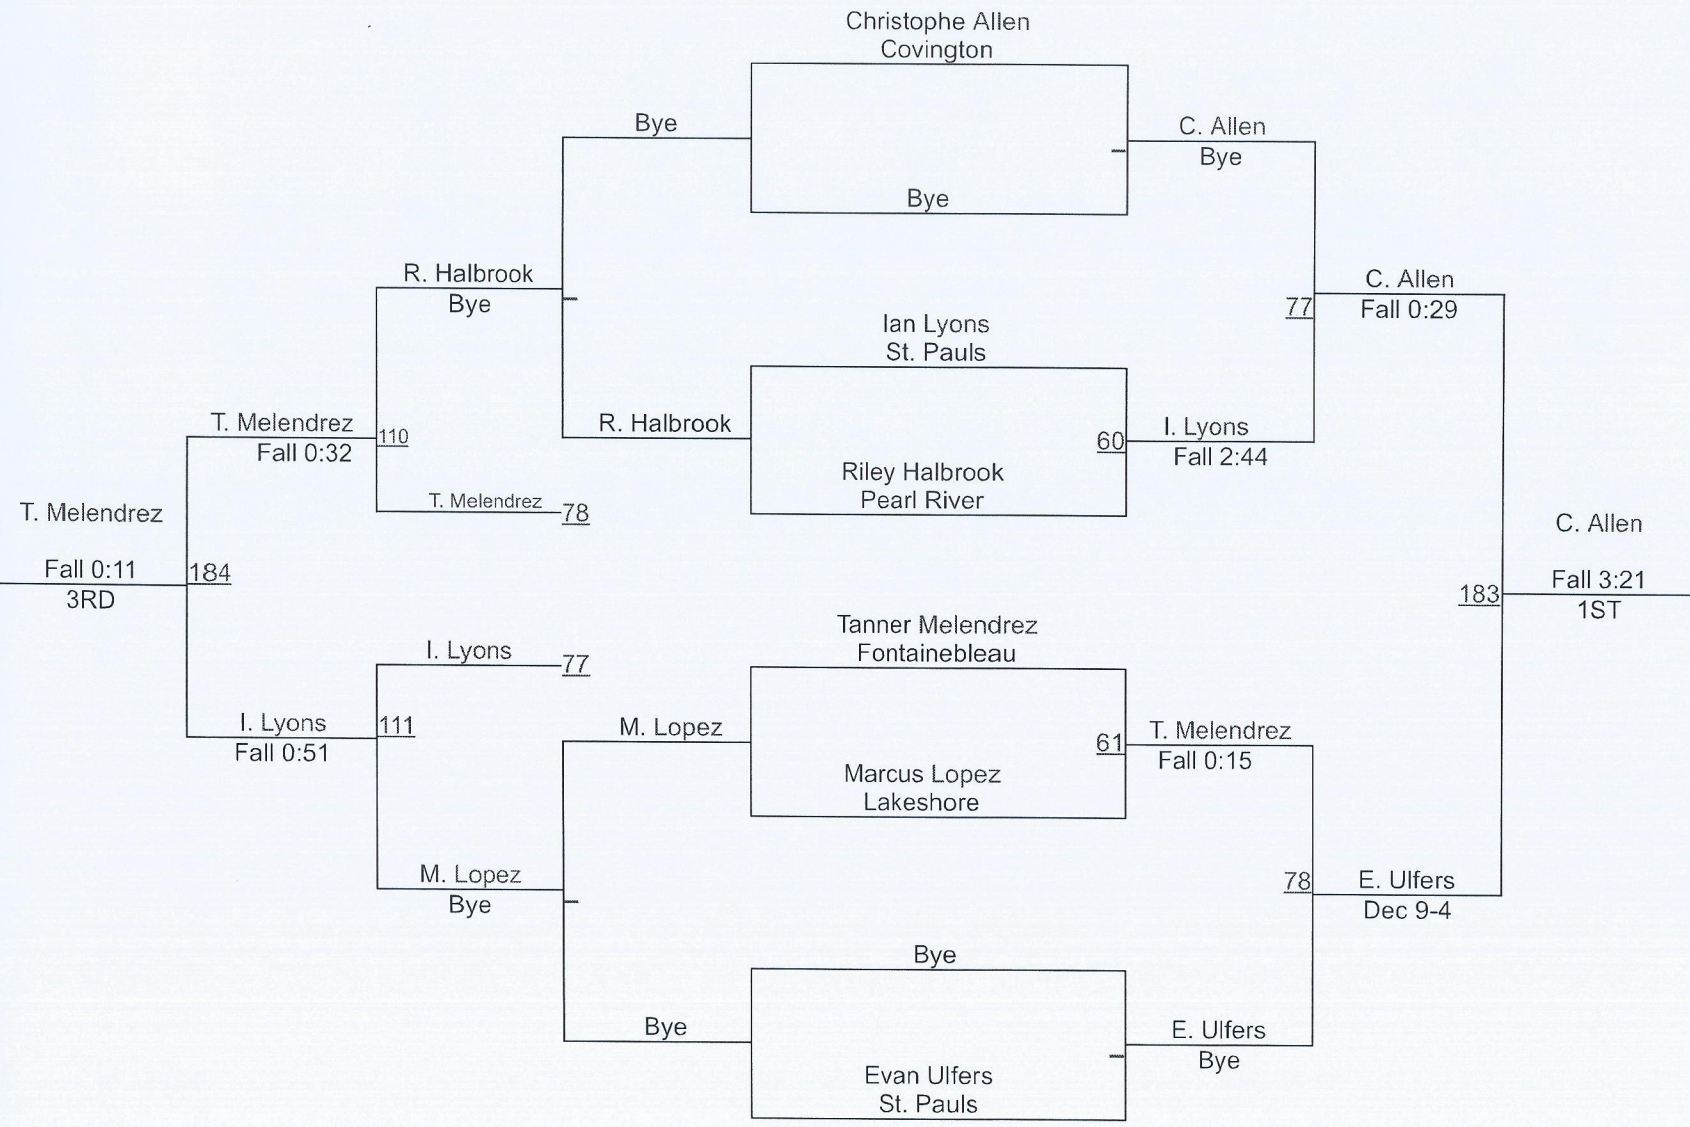 Christophe Allen
Covington
Bye
C. Allen
Bye
Bye
R. Halbrook
Bye
C. Allen
77
Fall 0:29
Ian Lyons
St. Pauls
T. Melendrez
110
Fall 0:32
R. Halbrook
60
I. Lyons
Fall 2:44
Riley Halbrook
Pearl River
T. Melendrez
78
T. Melendrez
Fall 0:11
184
3RD
C. Allen
183
Fall 3:21
1ST
Tanner Melendrez
Fontainebleau
I. Lyons
77
I. Lyons
111
Fall 0:51
M. Lopez
61
T. Melendrez
Fall 0:15
Marcus Lopez
Lakeshore
M. Lopez
Bye
78
E. Ulfers
Dec 9-4
Bye
Bye
E. Ulfers
Bye
Evan Ulfers
St. Pauls